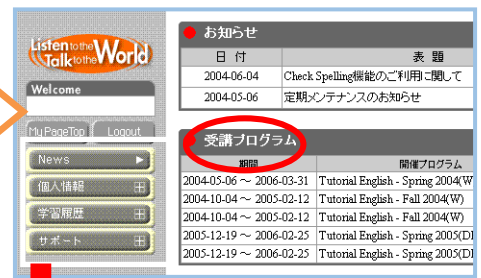 Listen to the World
Talk to the
Welcome
My PageTop Logout
News
個人情報
学習履歴
サポート
お知らせ
日 付 表 題
2004-06-04 Check Spelling機能のご利用に関して
2004-05-06 定期メンテナンスのお知らせ
受講プログラム
期間 開催プログラム
2004-05-06 ～ 2006-03-31 Tutorial English - Spring 2004(W
2004-10-04 ～ 2005-02-12 Tutorial English - Fall 2004(W)
2004-10-04 ～ 2005-02-12 Tutorial English - Fall 2004(W)
2005-12-19 ～ 2006-02-25 Tutorial English - Spring 2005(D
2005-12-19 ～ 2006-02-25 Tutorial English - Spring 2005(D